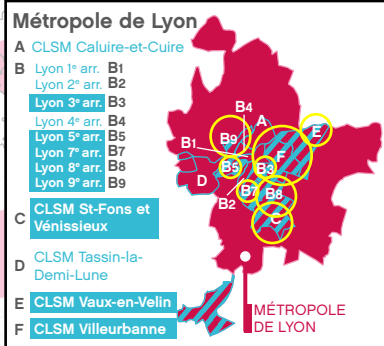 Métropole de Lyon
A CLSM Caluire-et-Cuire
B Lyon 1e arr. B1
Lyon 2e arr. B2
Lyon 3e arr. B3
Lyon 4e arr. B4
Lyon 5e arr. B5
Lyon 7e arr. B7
Lyon 8e arr. B8
Lyon 9e arr. B9
C CLSM St-Fons et
Vénissieux
D CLSM Tassin-la-
Demi-Lune
E CLSM Vaux-en-Velin
F CLSM Villeurbanne
B4
A
E
B1
B9
F
B5
B3
D
B7
B8
B2
C
MÉTROPOLE
DE LYON